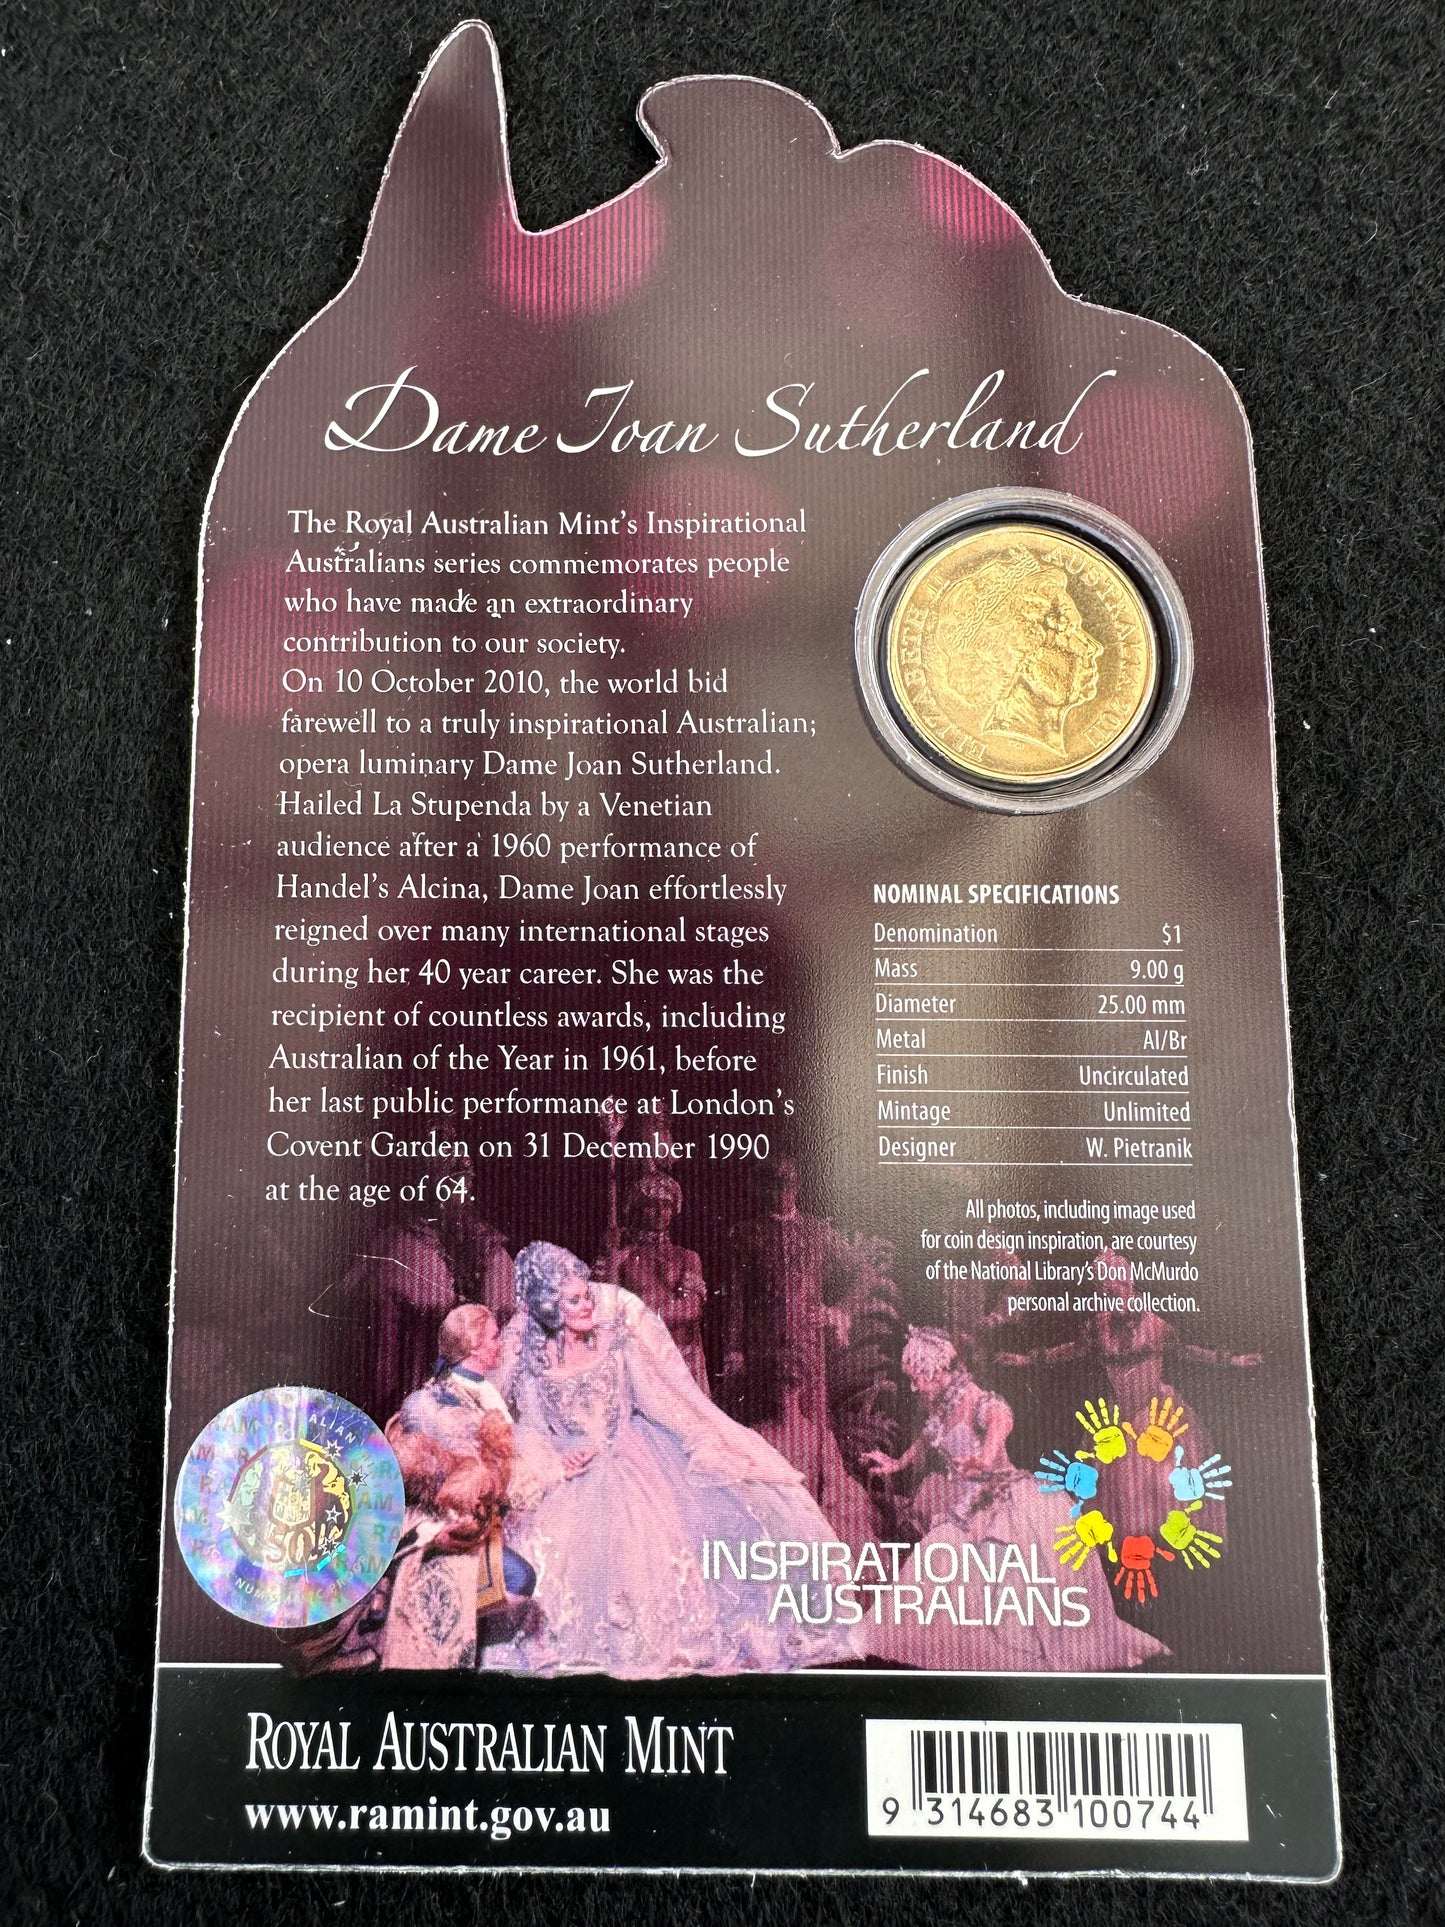 Dame Joan Sutherland
The Royal Australian Mint's Inspirational
Australians series commemorates people
who have made an extraordinary
contribution to our society.
On 10 October 2010, the world bid
farewell to a truly inspirational Australian;
opera luminary Dame Joan Sutherland.
Hailed La Stupenda by a Venetian
audience after a 1960 performance of
Handel's Alcina, Dame Joan effortlessly
reigned over many international stages
during her 40 year career. She was the
recipient of countless awards, including
Australian of the Year in 1961, before
her last public performance at London's
Covent Garden on 31 December 1990
at the age of 64.
ELIZABETH II AUSTRALIA 2011
NOMINAL SPECIFICATIONS
Denomination $1
Mass 9.00 g
Diameter 25.00 mm
Metal Al/Br
Finish Uncirculated
Mintage Unlimited
Designer W. Pietranik
All photos, including image used
for coin design inspiration, are courtesy
of the National Library's Don McMurdo
personal archive collection.
INSPIRATIONAL
AUSTRALIANS
ROYAL AUSTRALIAN MINT
www.ramint.gov.au
9 314683 100744